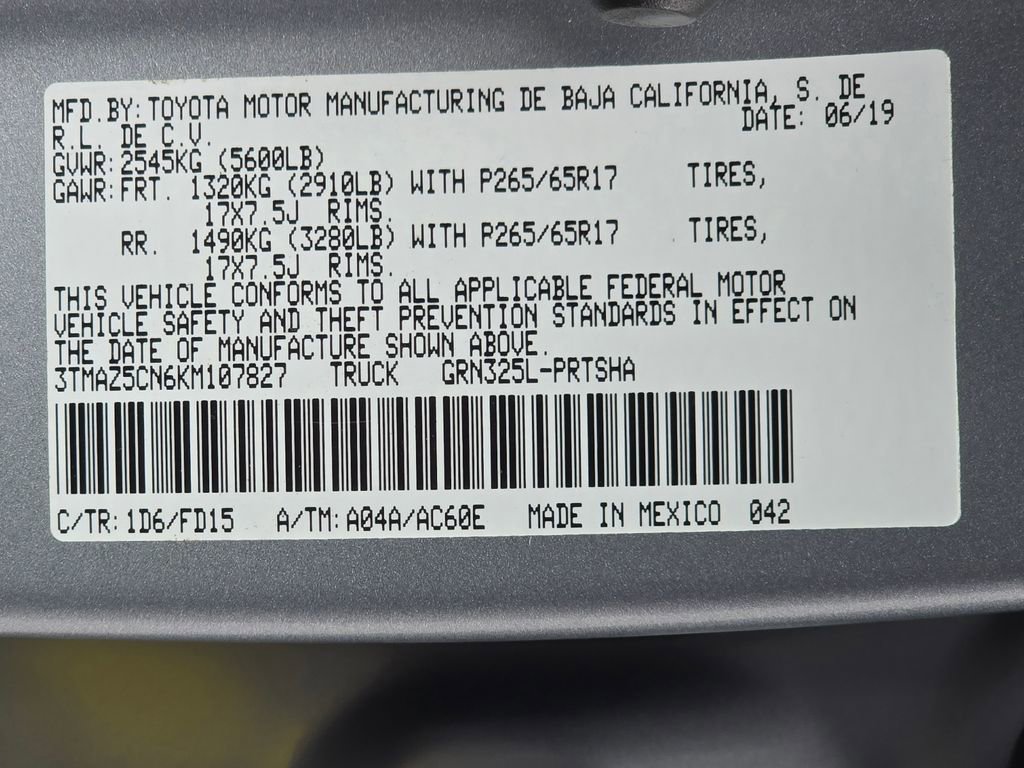 MFD.BY: TOYOTA MOTOR MANUFACTURING DE BAJA CALIFORNIA, S. DE
R.L. DE C.V. DATE: 06/19
GVWR: 2545KG (5600LB)
GAWR: FRT. 1320KG (2910LB) WITH P265/65R17 TIRES,
17X7.5J RIMS.
RR. 1490KG (3280LB) WITH P265/65R17 TIRES,
17X7.5J RIMS.
THIS VEHICLE CONFORMS TO ALL APPLICABLE FEDERAL MOTOR
VEHICLE SAFETY AND THEFT PREVENTION STANDARDS IN EFFECT ON
THE DATE OF MANUFACTURE SHOWN ABOVE.
3TMAZ5CN6KM107827 TRUCK GRN325L-PRTSHA
C/TR: 1D6/FD15 A/TM: A04A/AC60E MADE IN MEXICO 042